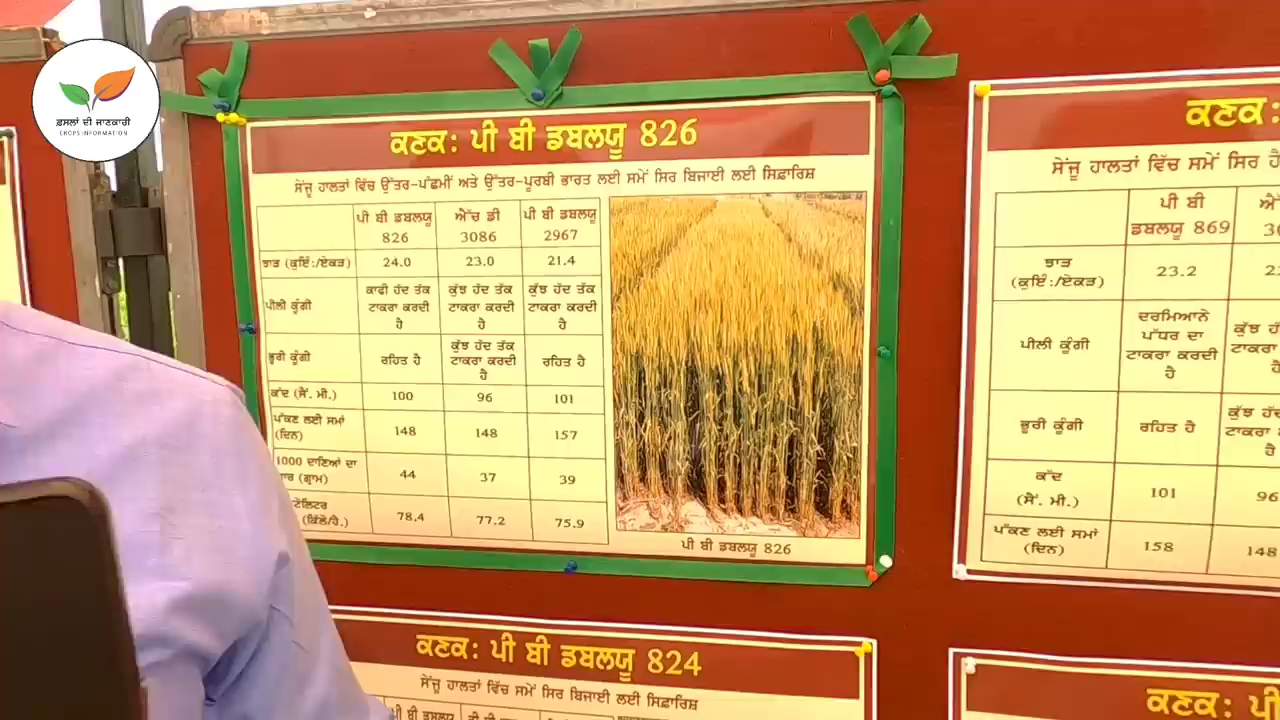 ਫ਼ਸਲਾਂ ਦੀ ਜਾਣਕਾਰੀ
CROPS INFORMATION
ਕਣਕ: ਪੀ ਬੀ ਡਬਲਯੂ 826
ਸੇਂਜੂ ਹਾਲਤਾਂ ਵਿੱਚ ਉੱਤਰ-ਪੱਛਮੀਂ ਅਤੇ ਉੱਤਰ-ਪੂਰਬੀ ਭਾਰਤ ਲਈ ਸਮੇਂ ਸਿਰ ਬਿਜਾਈ ਲਈ ਸਿਫ਼ਾਰਿਸ਼
ਪੀ ਬੀ ਡਬਲਯੂ 826 ਐੱਚ ਡੀ 3086 ਪੀ ਬੀ ਡਬਲਯੂ 2967
ਝਾੜ (ਕੁਇੰ:/ਏਕੜ) 24.0 23.0 21.4
ਪੀਲੀ ਕੂੰਗੀ ਕਾਫੀ ਹੱਦ ਤੱਕ ਟਾਕਰਾ ਕਰਦੀ ਹੈ ਕੁੱਝ ਹੱਦ ਤੱਕ ਟਾਕਰਾ ਕਰਦੀ ਹੈ ਕੁੱਝ ਹੱਦ ਤੱਕ ਟਾਕਰਾ ਕਰਦੀ ਹੈ
ਭੂਰੀ ਕੂੰਗੀ ਰਹਿਤ ਹੈ ਕੁੱਝ ਹੱਦ ਤੱਕ ਟਾਕਰਾ ਕਰਦੀ ਹੈ ਰਹਿਤ ਹੈ
ਕੱਦ (ਸੈਂ. ਮੀ.) 100 96 101
ਪੱਕਣ ਲਈ ਸਮਾਂ (ਦਿਨ) 148 148 157
1000 ਦਾਣਿਆਂ ਦਾ (ਗ੍ਰਾਮ) 44 37 39
(ਕਿੱਲੋ/ਹੈ.) 78.4 77.2 75.9
ਪੀ ਬੀ ਡਬਲਯੂ 826
ਕਣਕ:
ਸੇਂਜੂ ਹਾਲਤਾਂ ਵਿੱਚ ਸਮੇਂ ਸਿਰ
ਪੀ ਬੀ ਡਬਲਯੂ 869
ਝਾੜ (ਕੁਇੰ:/ਏਕੜ) 23.2
ਪੀਲੀ ਕੂੰਗੀ ਦਰਮਿਆਨੇ ਪੱਧਰ ਦਾ ਟਾਕਰਾ ਕਰਦੀ ਹੈ ਕੁੱਝ
ਭੂਰੀ ਕੂੰਗੀ ਰਹਿਤ ਹੈ ਕੁੱਝ
ਕੱਦ (ਸੈਂ. ਮੀ.) 101 96
ਪੱਕਣ ਲਈ ਸਮਾਂ (ਦਿਨ) 158 148
ਕਣਕ: ਪੀ ਬੀ ਡਬਲਯੂ 824
ਸੇਂਜੂ ਹਾਲਤਾਂ ਵਿੱਚ ਸਮੇਂ ਸਿਰ ਬਿਜਾਈ ਲਈ ਸਿਫ਼ਾਰਿਸ਼
ਪੀ ਬੀ ਡਬਲਯੂ
ਕਣਕ: ਪੀ